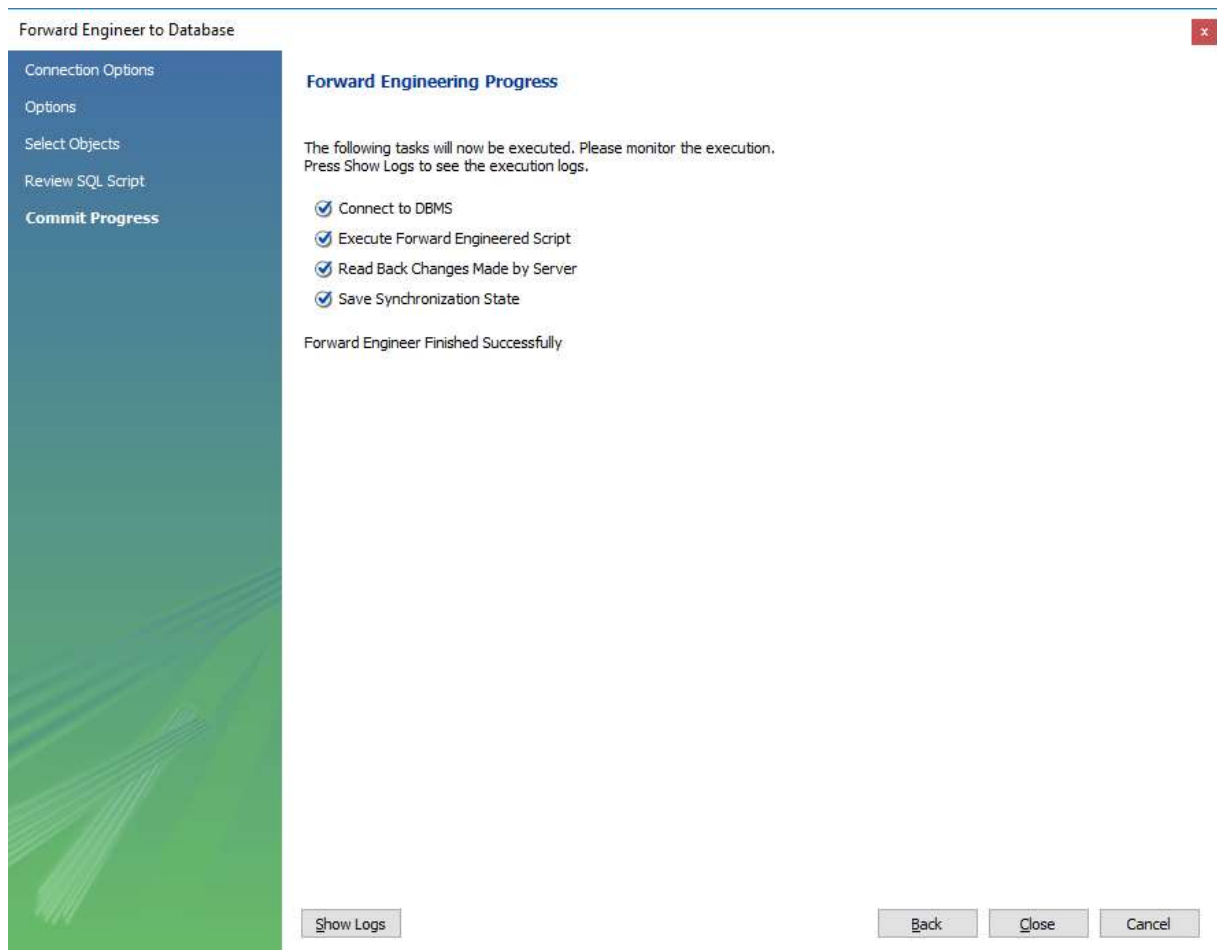 Forward Engineer to Database
x
Connection Options
Options
Select Objects
Review SQL Script
Commit Progress
Forward Engineering Progress
The following tasks will now be executed. Please monitor the execution.
Press Show Logs to see the execution logs.
Connect to DBMS
Execute Forward Engineered Script
Read Back Changes Made by Server
Save Synchronization State
Forward Engineer Finished Successfully
Show Logs
Back
Close
Cancel